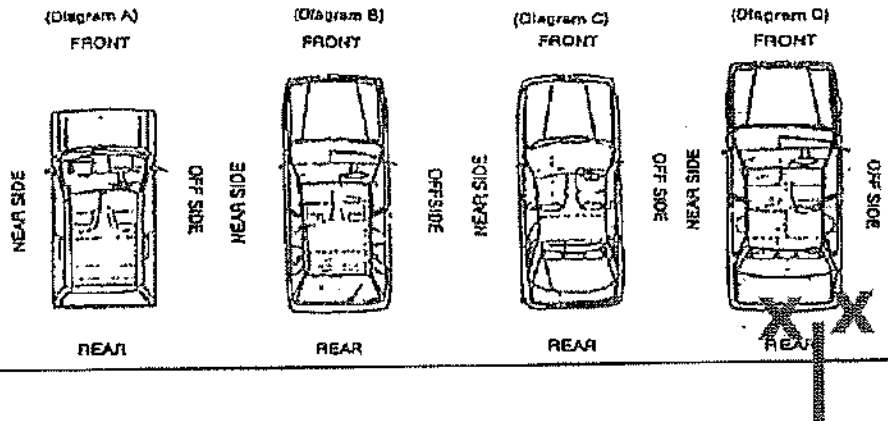 (Diagram A) (Diagram B) (Diagram C) (Diagram D)
FRONT FRONT FRONT FRONT
NEAR SIDE OFF SIDE NEAR SIDE OFFSIDE NEAR SIDE OFF SIDE NEAR SIDE OFF SIDE
REAR REAR REAR REAR
X X